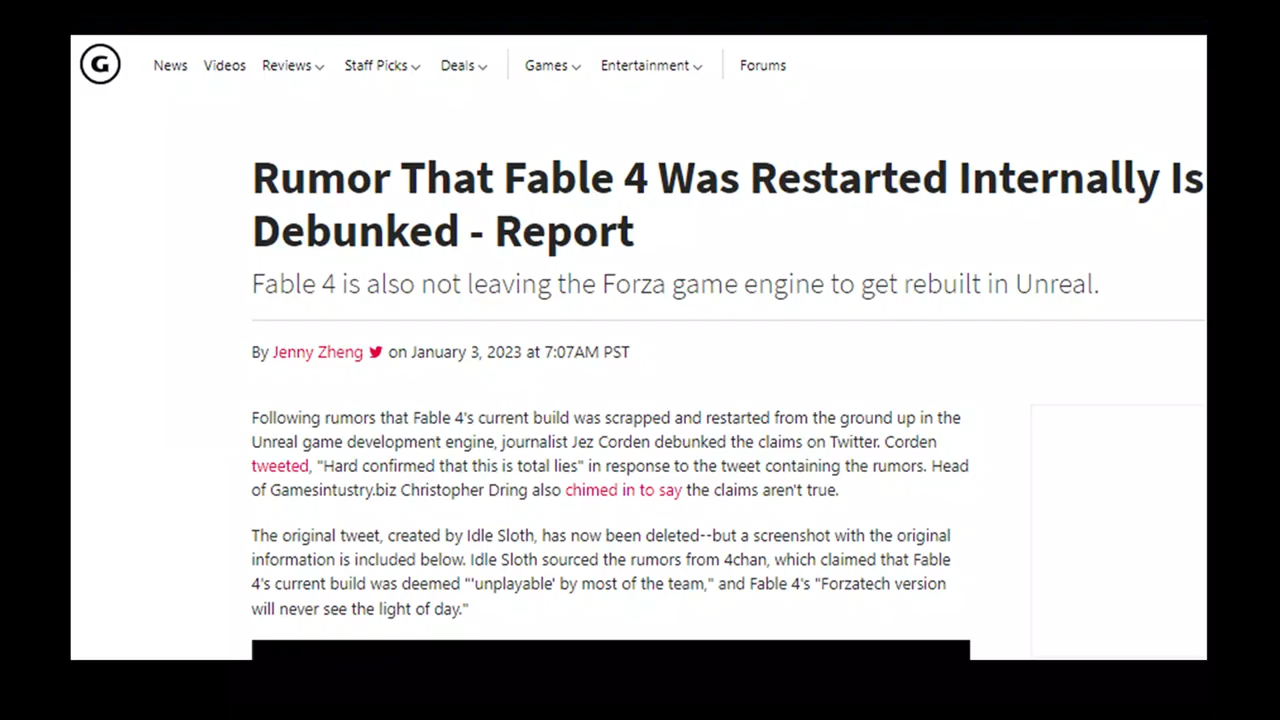 G
News Videos Reviews Staff Picks Deals Games Entertainment Forums
Rumor That Fable 4 Was Restarted Internally Is
Debunked - Report
Fable 4 is also not leaving the Forza game engine to get rebuilt in Unreal.
By Jenny Zheng on January 3, 2023 at 7:07AM PST
Following rumors that Fable 4's current build was scrapped and restarted from the ground up in the
Unreal game development engine, journalist Jez Corden debunked the claims on Twitter. Corden
tweeted, "Hard confirmed that this is total lies" in response to the tweet containing the rumors. Head
of Gamesintustry.biz Christopher Dring also chimed in to say the claims aren't true.
The original tweet, created by Idle Sloth, has now been deleted--but a screenshot with the original
information is included below. Idle Sloth sourced the rumors from 4chan, which claimed that Fable
4's current build was deemed "'unplayable' by most of the team," and Fable 4's "Forzatech version
will never see the light of day."